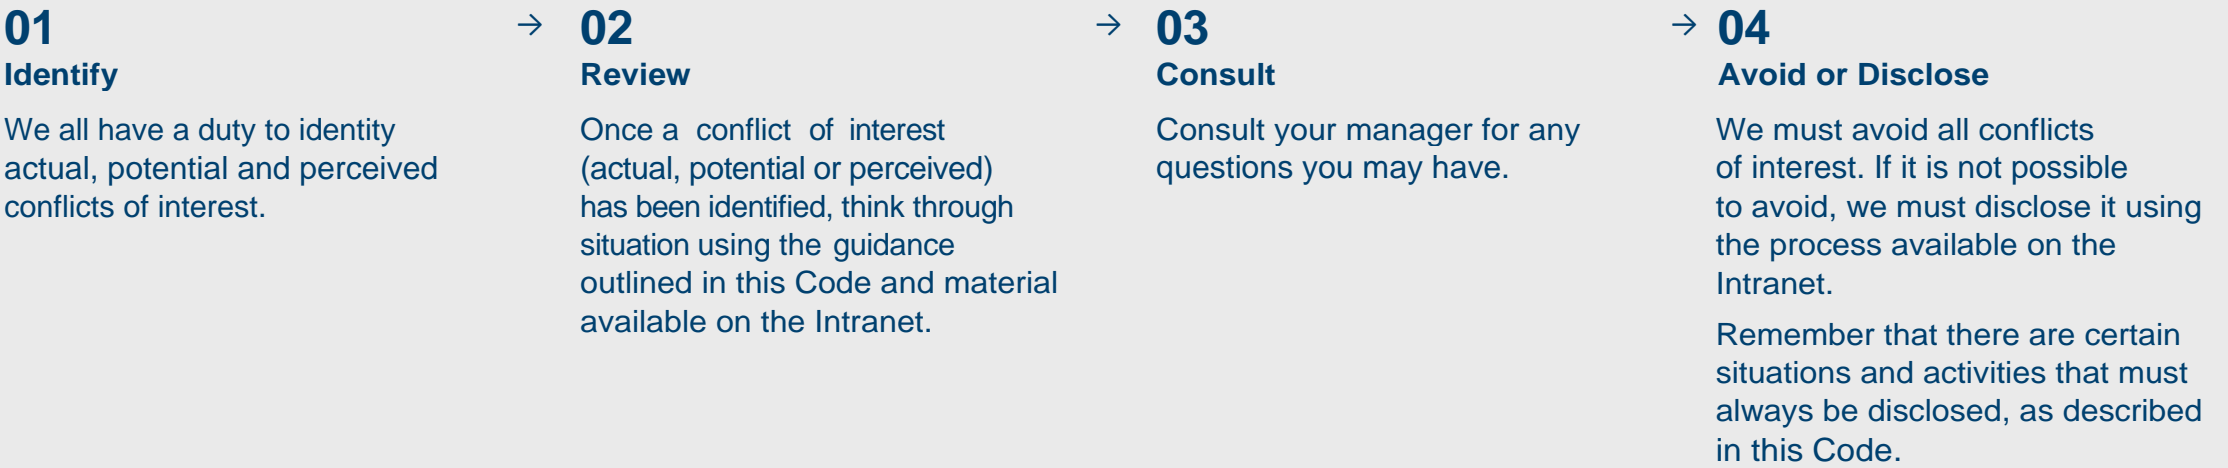 01
Identify
We all have a duty to identity
actual, potential and perceived
conflicts of interest.
→ 02
Review
Once a conflict of interest
(actual, potential or perceived)
has been identified, think through
situation using the guidance
outlined in this Code and material
available on the Intranet.
→ 03
Consult
Consult your manager for any
questions you may have.
→ 04
Avoid or Disclose
We must avoid all conflicts
of interest. If it is not possible
to avoid, we must disclose it using
the process available on the
Intranet.
Remember that there are certain
situations and activities that must
always be disclosed, as described
in this Code.